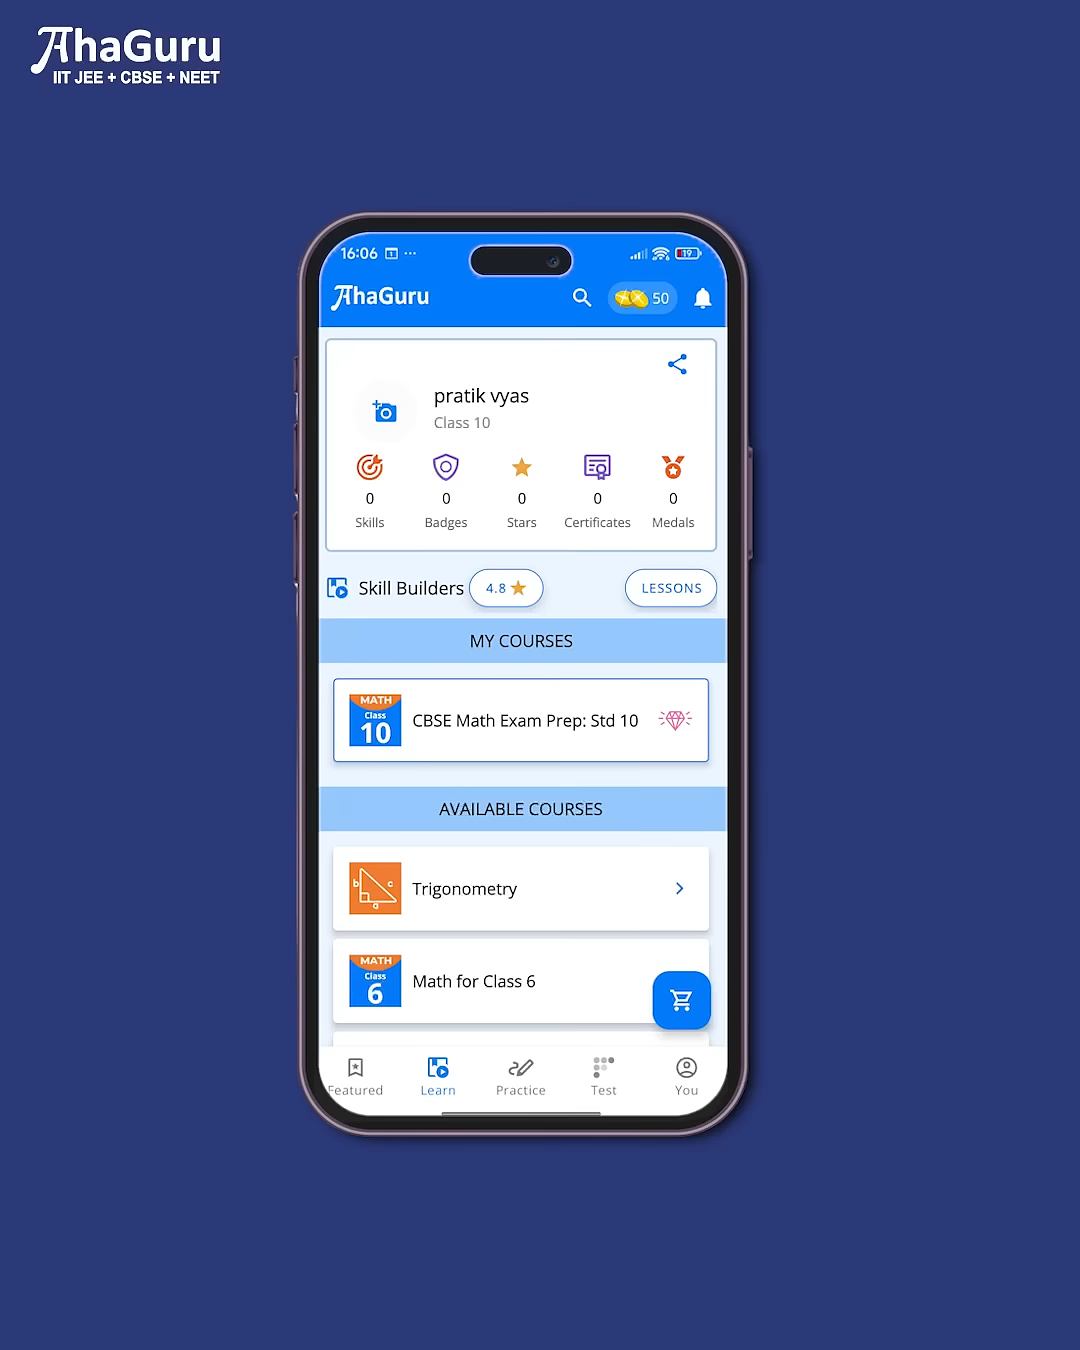 AhaGuru
IIT JEE + CBSE + NEET
16:06
19
AhaGuru
50
pratik vyas
Class 10
0 0 0 0 0
Skills Badges Stars Certificates Medals
Skill Builders 4.8 LESSONS
MY COURSES
MATH
Class
10
CBSE Math Exam Prep: Std 10
AVAILABLE COURSES
b c
a
Trigonometry
MATH
Class
6
Math for Class 6
Featured Learn Practice Test You